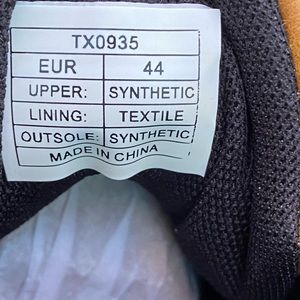 TX0935
EUR 44
UPPER: SYNTHETIC
LINING: TEXTILE
OUTSOLE: SYNTHETIC
MADE IN CHINA